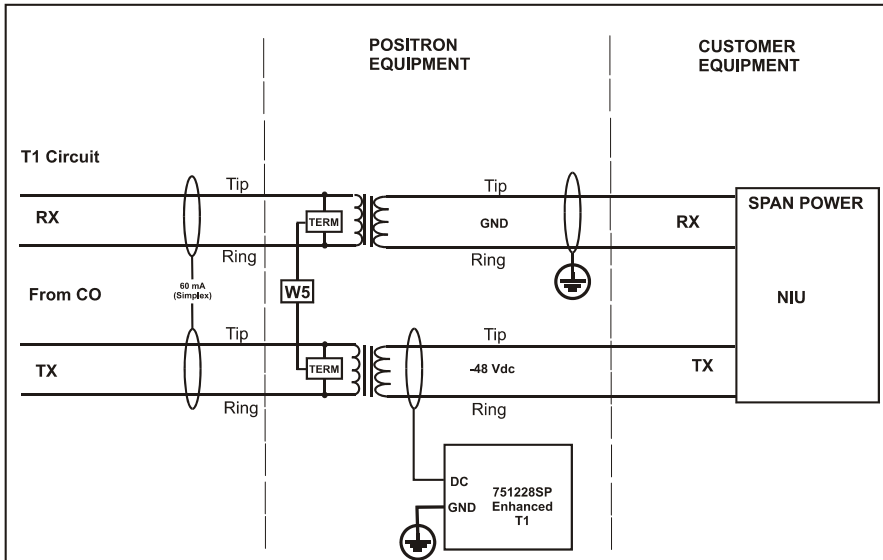 POSITRON
EQUIPMENT
CUSTOMER
EQUIPMENT
T1 Circuit
Tip
Tip
RX
TERM
GND
RX
SPAN POWER
Ring
Ring
From CO
60 mA
(Simplex)
W5
NIU
Tip
Tip
TX
TERM
-48 Vdc
TX
Ring
Ring
DC
GND
751228SP
Enhanced
T1